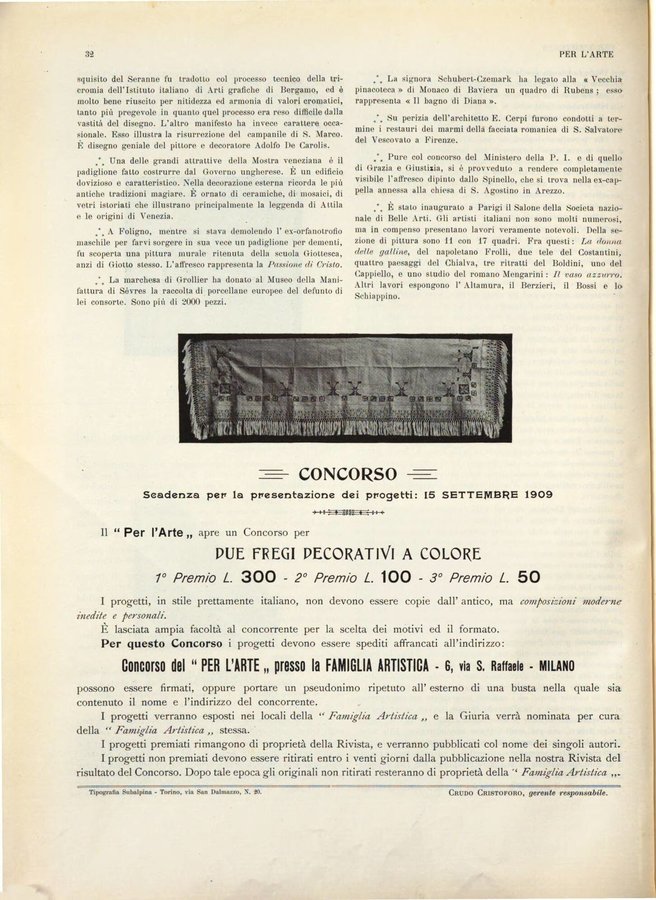 32
PER L'ARTE
squisito del Seranne fu tradotto col processo tecnico della tri-
cromia dell'Istituto italiano di Arti grafiche di Bergamo, ed è
molto bene riuscito per nitidezza ed armonia di valori cromatici,
tanto più pregevole in quanto quel processo era reso difficile dalla
vastità del disegno. L'altro manifesto ha invece carattere occa-
sionale. Esso illustra la risurrezione del campanile di S. Marco.
È disegno geniale del pittore e decoratore Adolfo De Carolis.
⁂ Una delle grandi attrattive della Mostra veneziana é il
padiglione fatto costrurre dal Governo ungherese. È un edificio
dovizioso e caratteristico. Nella decorazione esterna ricorda le più
antiche tradizioni magiare. È ornato di ceramiche, di mosaici, di
vetri istoriati che illustrano principalmente la leggenda di Attila
e le origini di Venezia.
⁂ A Foligno, mentre si stava demolendo l'ex-orfanotrofio
maschile per farvi sorgere in sua vece un padiglione per dementi,
fu scoperta una pittura murale ritenuta della scuola Giottesca,
anzi di Giotto stesso. L'affresco rappresenta la Passione di Cristo.
⁂ La marchesa di Grollier ha donato al Museo della Mani-
fattura di Sèvres la raccolta di porcellane europee del defunto di
lei consorte. Sono più di 2000 pezzi.
⁂ La signora Schubert-Czemark ha legato alla « Vecchia
pinacoteca » di Monaco di Baviera un quadro di Rubens ; esso
rappresenta « Il bagno di Diana ».
⁂ Su perizia dell'architetto E. Cerpi furono condotti a ter-
mine i restauri dei marmi della facciata romanica di S. Salvatore
del Vescovato a Firenze.
⁂ Pure col concorso del Ministero della P. I. e di quello
di Grazia e Giustizia, si è provveduto a rendere completamente
visibile l'affresco dipinto dallo Spinello, che si trova nella ex-cap-
pella annessa alla chiesa di S. Agostino in Arezzo.
⁂ È stato inaugurato a Parigi il Salone della Societa nazio-
nale di Belle Arti. Gli artisti italiani non sono molti numerosi,
ma in compenso presentano lavori veramente notevoli. Della se-
zione di pittura sono 11 con 17 quadri. Fra questi : La donna
delle galline, del napoletano Frolli, due tele del Costantini,
quattro paesaggi del Chialva, tre ritratti del Boldini, uno del
Cappiello, e uno studio del romano Mengarini : Il vaso azzurro.
Altri lavori espongono l'Altamura, il Berzieri, il Bossi e lo
Schiappino.
CONCORSO
Scadenza per la presentazione dei progetti: 15 SETTEMBRE 1909
Il “ Per l'Arte „ apre un Concorso per
DUE FREGI DECORATIVI A COLORE
1º Premio L. 300 - 2º Premio L. 100 - 3º Premio L. 50
I progetti, in stile prettamente italiano, non devono essere copie dall' antico, ma composizioni moderne
inedite e personali.
È lasciata ampia facoltà al concorrente per la scelta dei motivi ed il formato.
Per questo Concorso i progetti devono essere spediti affrancati all'indirizzo:
Concorso del “ PER L'ARTE „ presso la FAMIGLIA ARTISTICA - 6, via S. Raffaele - MILANO
possono essere firmati, oppure portare un pseudonimo ripetuto all' esterno di una busta nella quale sia
contenuto il nome e l'indirizzo del concorrente.
I progetti verranno esposti nei locali della “ Famiglia Artistica „ e la Giuria verrà nominata per cura
della “ Famiglia Artistica „ stessa.
I progetti premiati rimangono di proprietà della Rivista, e verranno pubblicati col nome dei singoli autori.
I progetti non premiati devono essere ritirati entro i venti giorni dalla pubblicazione nella nostra Rivista del
risultato del Concorso. Dopo tale epoca gli originali non ritirati resteranno di proprietà della “ Famiglia Artistica „.
Tipografia Subalpina - Torino, via San Dalmazzo, N. 20.
CRUDO CRISTOFORO, gerente responsabile.